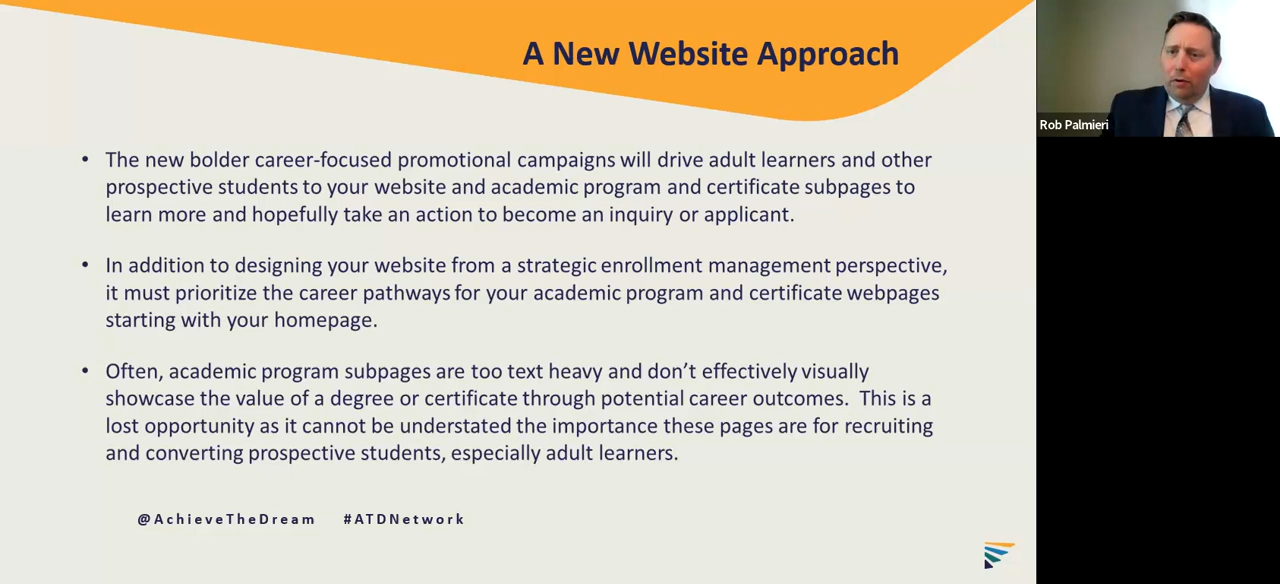 A New Website Approach
• The new bolder career-focused promotional campaigns will drive adult learners and other
prospective students to your website and academic program and certificate subpages to
learn more and hopefully take an action to become an inquiry or applicant.
• In addition to designing your website from a strategic enrollment management perspective,
it must prioritize the career pathways for your academic program and certificate webpages
starting with your homepage.
• Often, academic program subpages are too text heavy and don’t effectively visually
showcase the value of a degree or certificate through potential career outcomes.  This is a
lost opportunity as it cannot be understated the importance these pages are for recruiting
and converting prospective students, especially adult learners.
@AchieveTheDream #ATDNetwork
Rob Palmieri